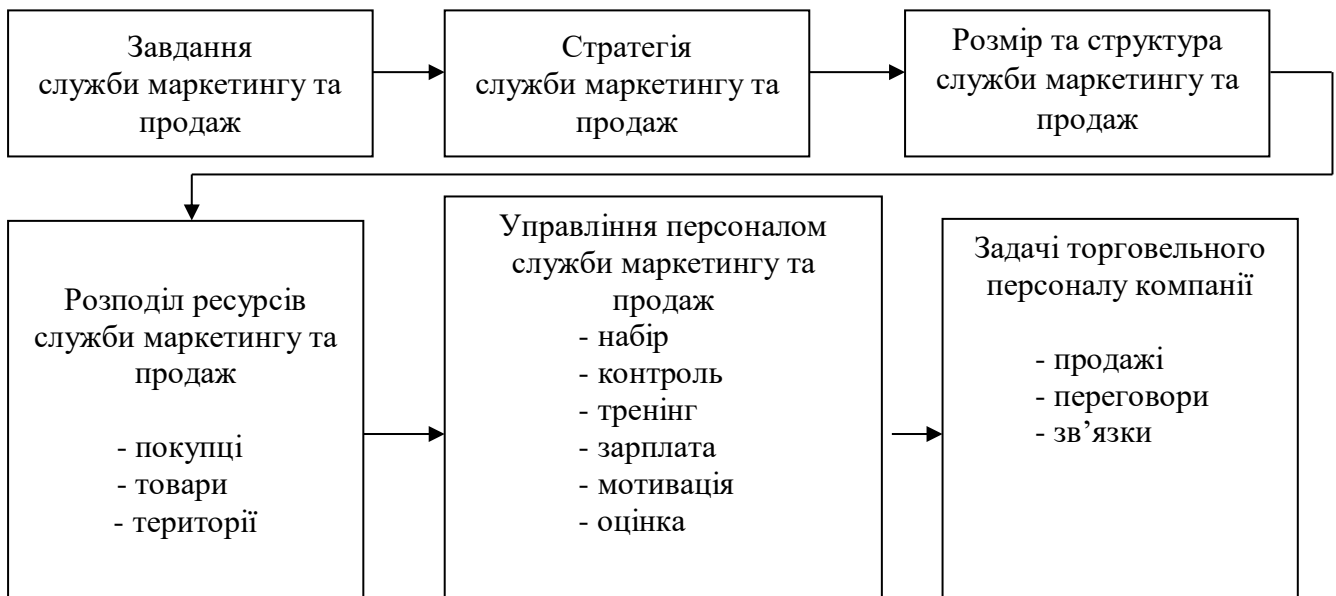 Завдання
служби маркетингу та
продаж
Стратегія
служби маркетингу та
продаж
Розмір та структура
служби маркетингу та
продаж
Розподіл ресурсів
служби маркетингу та
продаж
- покупці
- товари
- території
Управління персоналом
служби маркетингу та
продаж
- набір
- контроль
- тренінг
- зарплата
- мотивація
- оцінка
Задачі торговельного
персоналу компанії
- продажі
- переговори
- зв’язки